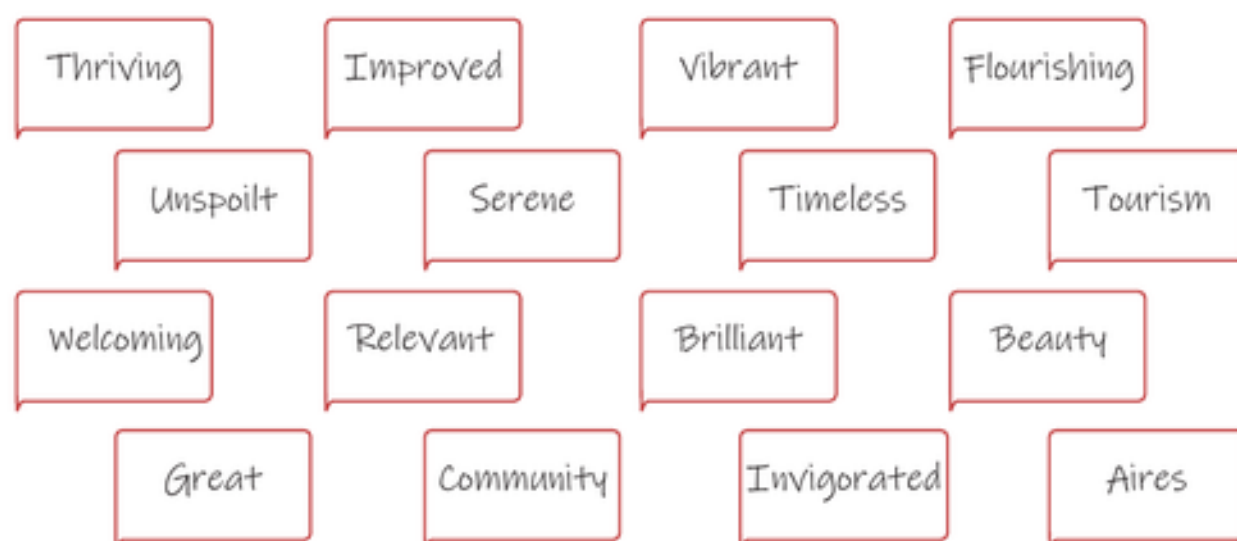 Thriving Improved Vibrant Flourishing
Unspoilt Serene Timeless Tourism
Welcoming Relevant Brilliant Beauty
Great Community Invigorated Aires